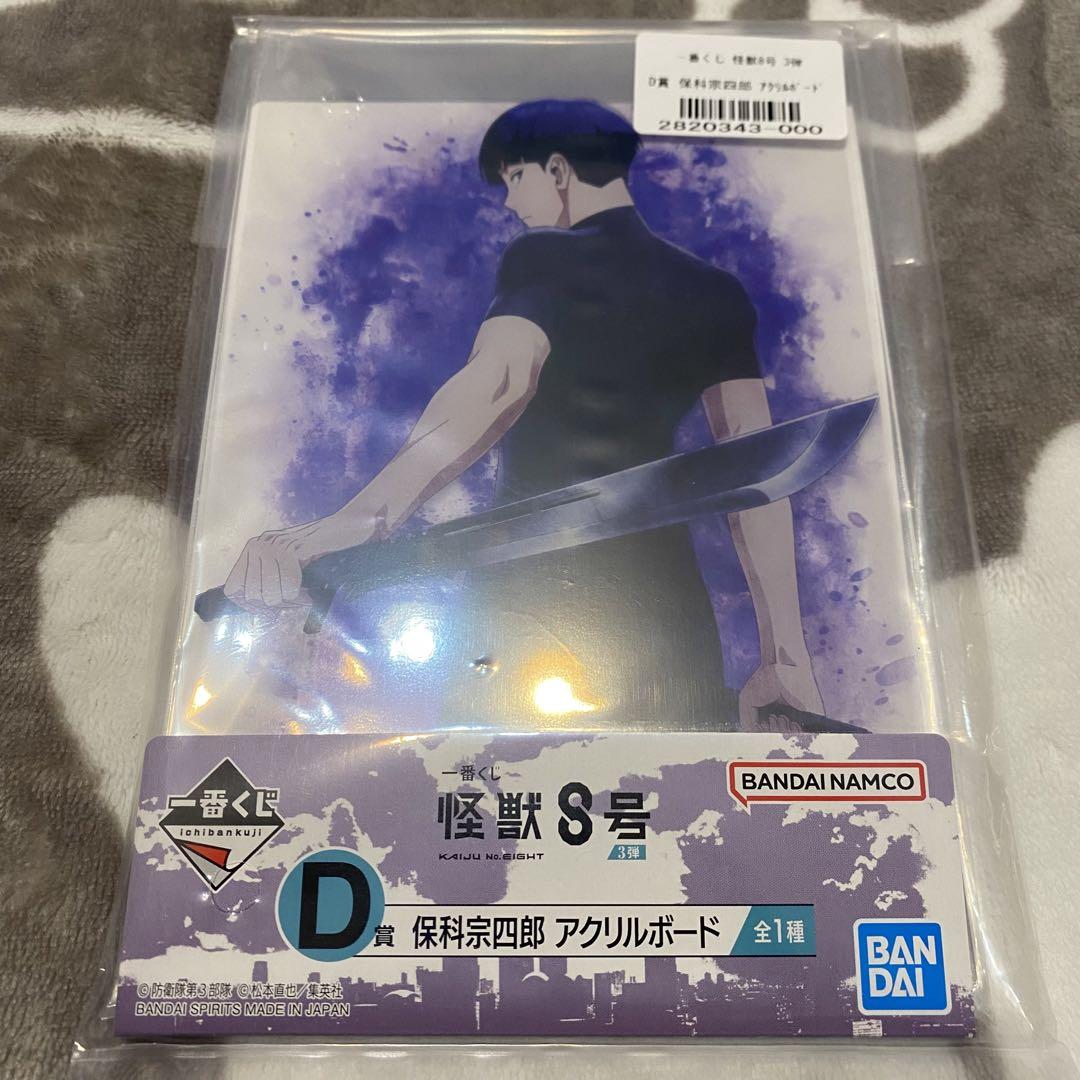 一番くじ 怪獣8号 3弾
D賞 保科宗四郎 アクリルボード
2820343-000
一番くじ
ichibankuji
一番くじ
怪獣8号
KAIJU No.EIGHT
3弾
BANDAI NAMCO
D賞 保科宗四郎 アクリルボード 全1種
BAN
DAI
©防衛隊第3部隊 ©松本直也/集英社
BANDAI SPIRITS MADE IN JAPAN